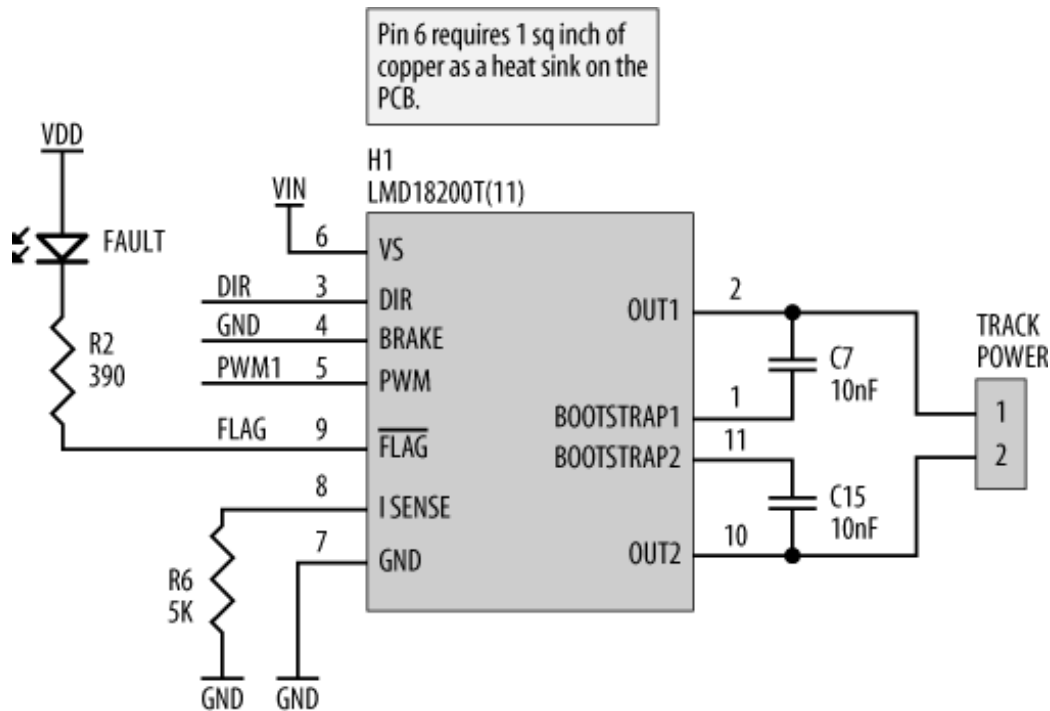 Pin 6 requires 1 sq inch of
copper as a heat sink on the
PCB.
VDD
FAULT
R2
390
H1
LMD18200T(11)
VIN
6
VS
DIR
3
DIR
GND
4
BRAKE
PWM1
5
PWM
FLAG
9
FLAG
8
I SENSE
7
GND
R6
5K
GND
GND
OUT1
2
BOOTSTRAP1
1
BOOTSTRAP2
11
OUT2
10
C7
10nF
C15
10nF
TRACK
POWER
1
2